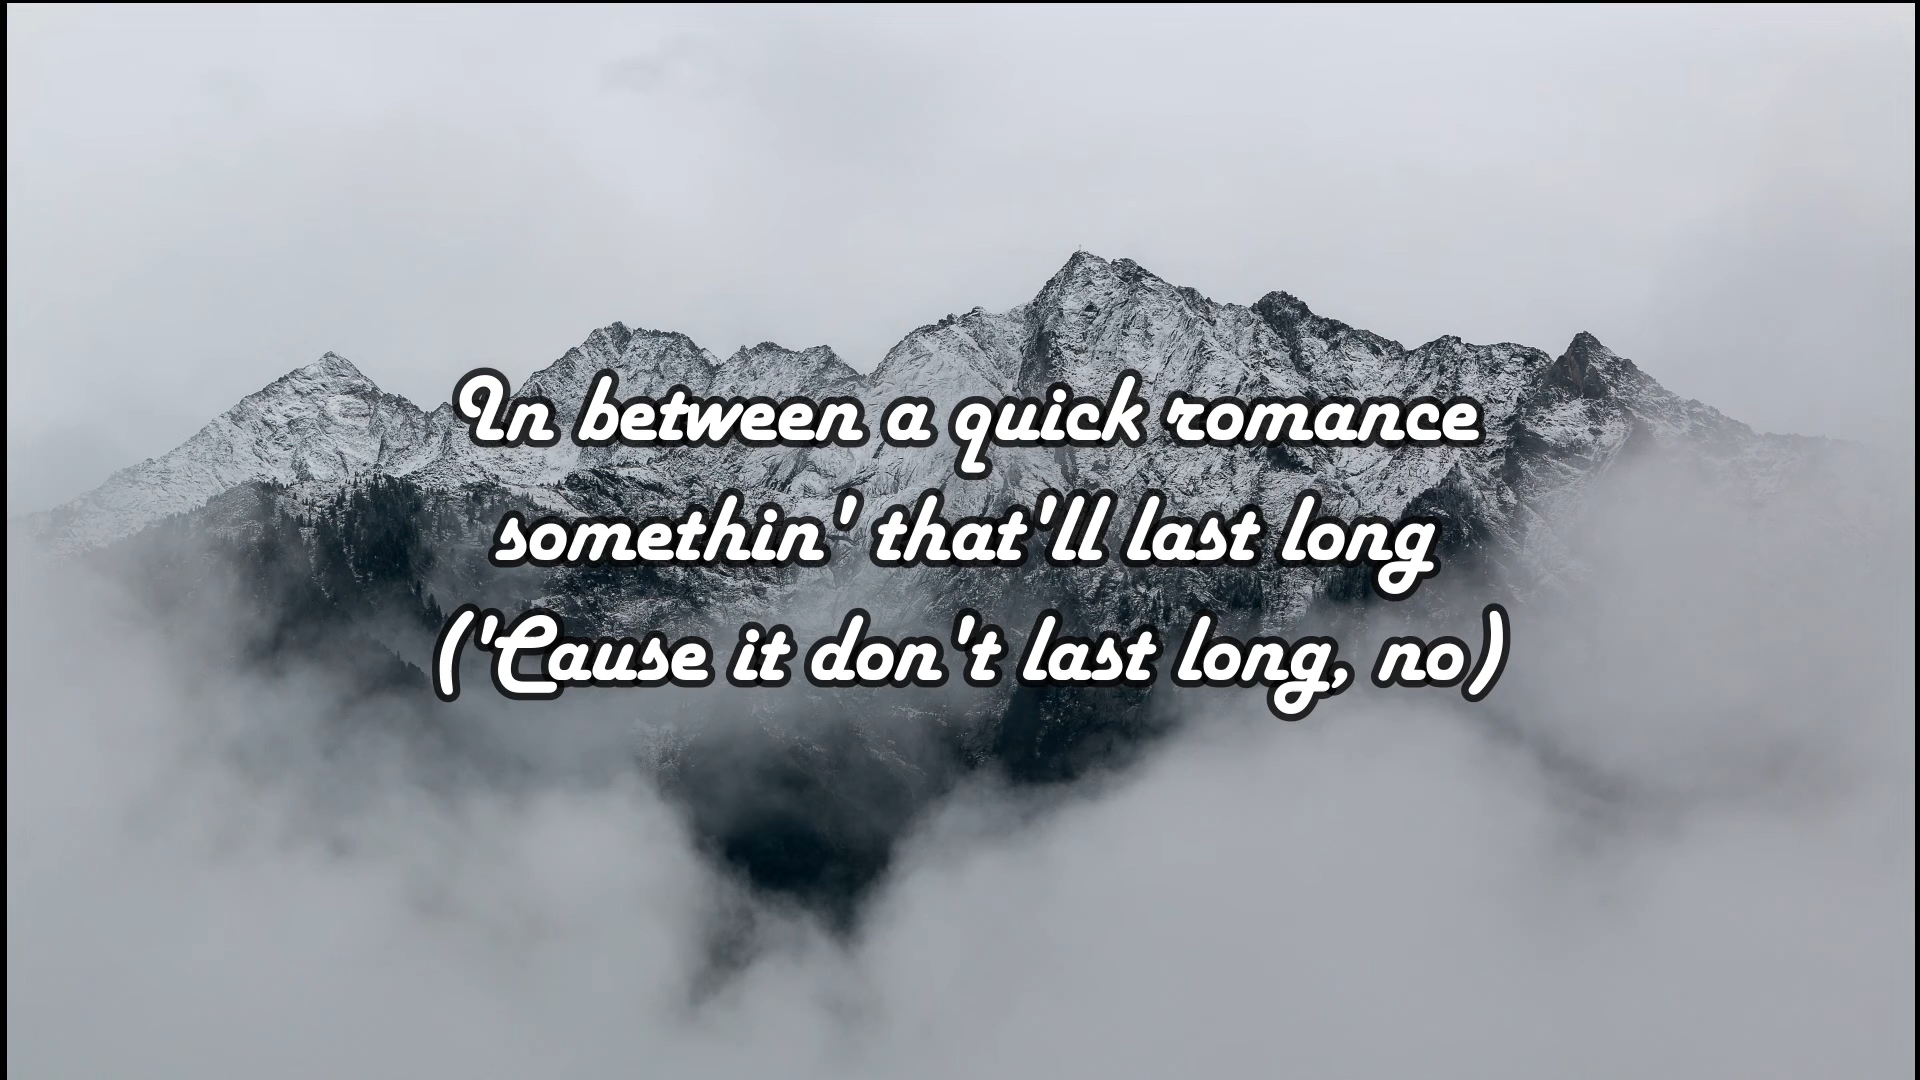 In between a quick romance
somethin' that'll last long
('Cause it don't last long, no)